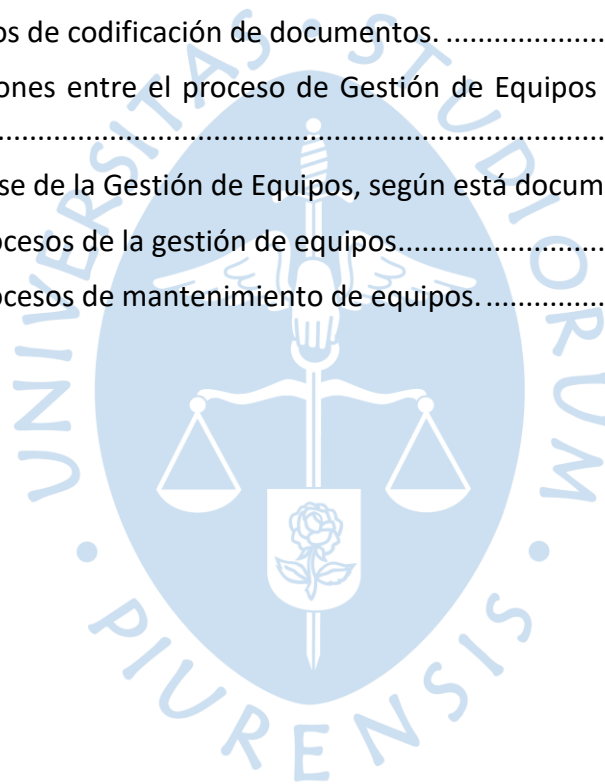 os de codificación de documentos. ....................
ones entre el proceso de Gestión de Equipos
................................................................................
se de la Gestión de Equipos, según está docum
ocesos de la gestión de equipos..........................
ocesos de mantenimiento de equipos. ...............
UNIVERSITAS • STUDIORUM • PIURENSIS •